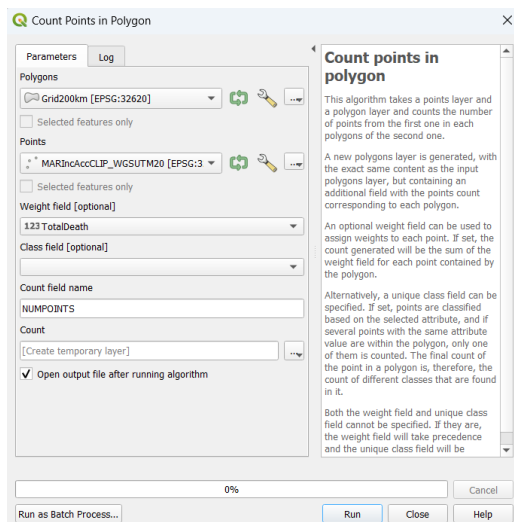 Count Points in Polygon
Parameters
Log
Polygons
Grid200km [EPSG:32620]
Selected features only
Points
MARIncAccCLIP_WGSUTM20 [EPSG:3
Selected features only
Weight field [optional]
123 TotalDeath
Class field [optional]
Count field name
NUMPOINTS
Count
[Create temporary layer]
Open output file after running algorithm
Count points in
polygon
This algorithm takes a points layer and
a polygon layer and counts the number
of points from the first one in each
polygons of the second one.
A new polygons layer is generated, with
the exact same content as the input
polygons layer, but containing an
additional field with the points count
corresponding to each polygon.
An optional weight field can be used to
assign weights to each point. If set, the
count generated will be the sum of the
weight field for each point contained by
the polygon.
Alternatively, a unique class field can be
specified. If set, points are classified
based on the selected attribute, and if
several points with the same attribute
value are within the polygon, only one
of them is counted. The final count of
the point in a polygon is, therefore, the
count of different classes that are found
in it.
Both the weight field and unique class
field cannot be specified. If they are,
the weight field will take precedence
and the unique class field will be
0%
Cancel
Run as Batch Process...
Run
Close
Help